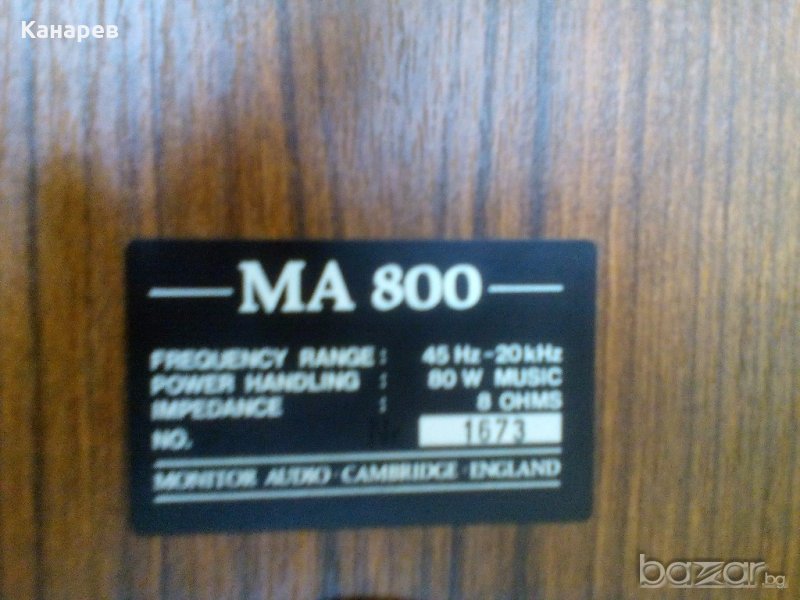 Канарев
MA 800
FREQUENCY RANGE : 45 Hz - 20 kHz
POWER HANDLING : 80 W MUSIC
IMPEDANCE : 8 OHMS
NO. 1673
MONITOR AUDIO · CAMBRIDGE · ENGLAND
bazar.bg